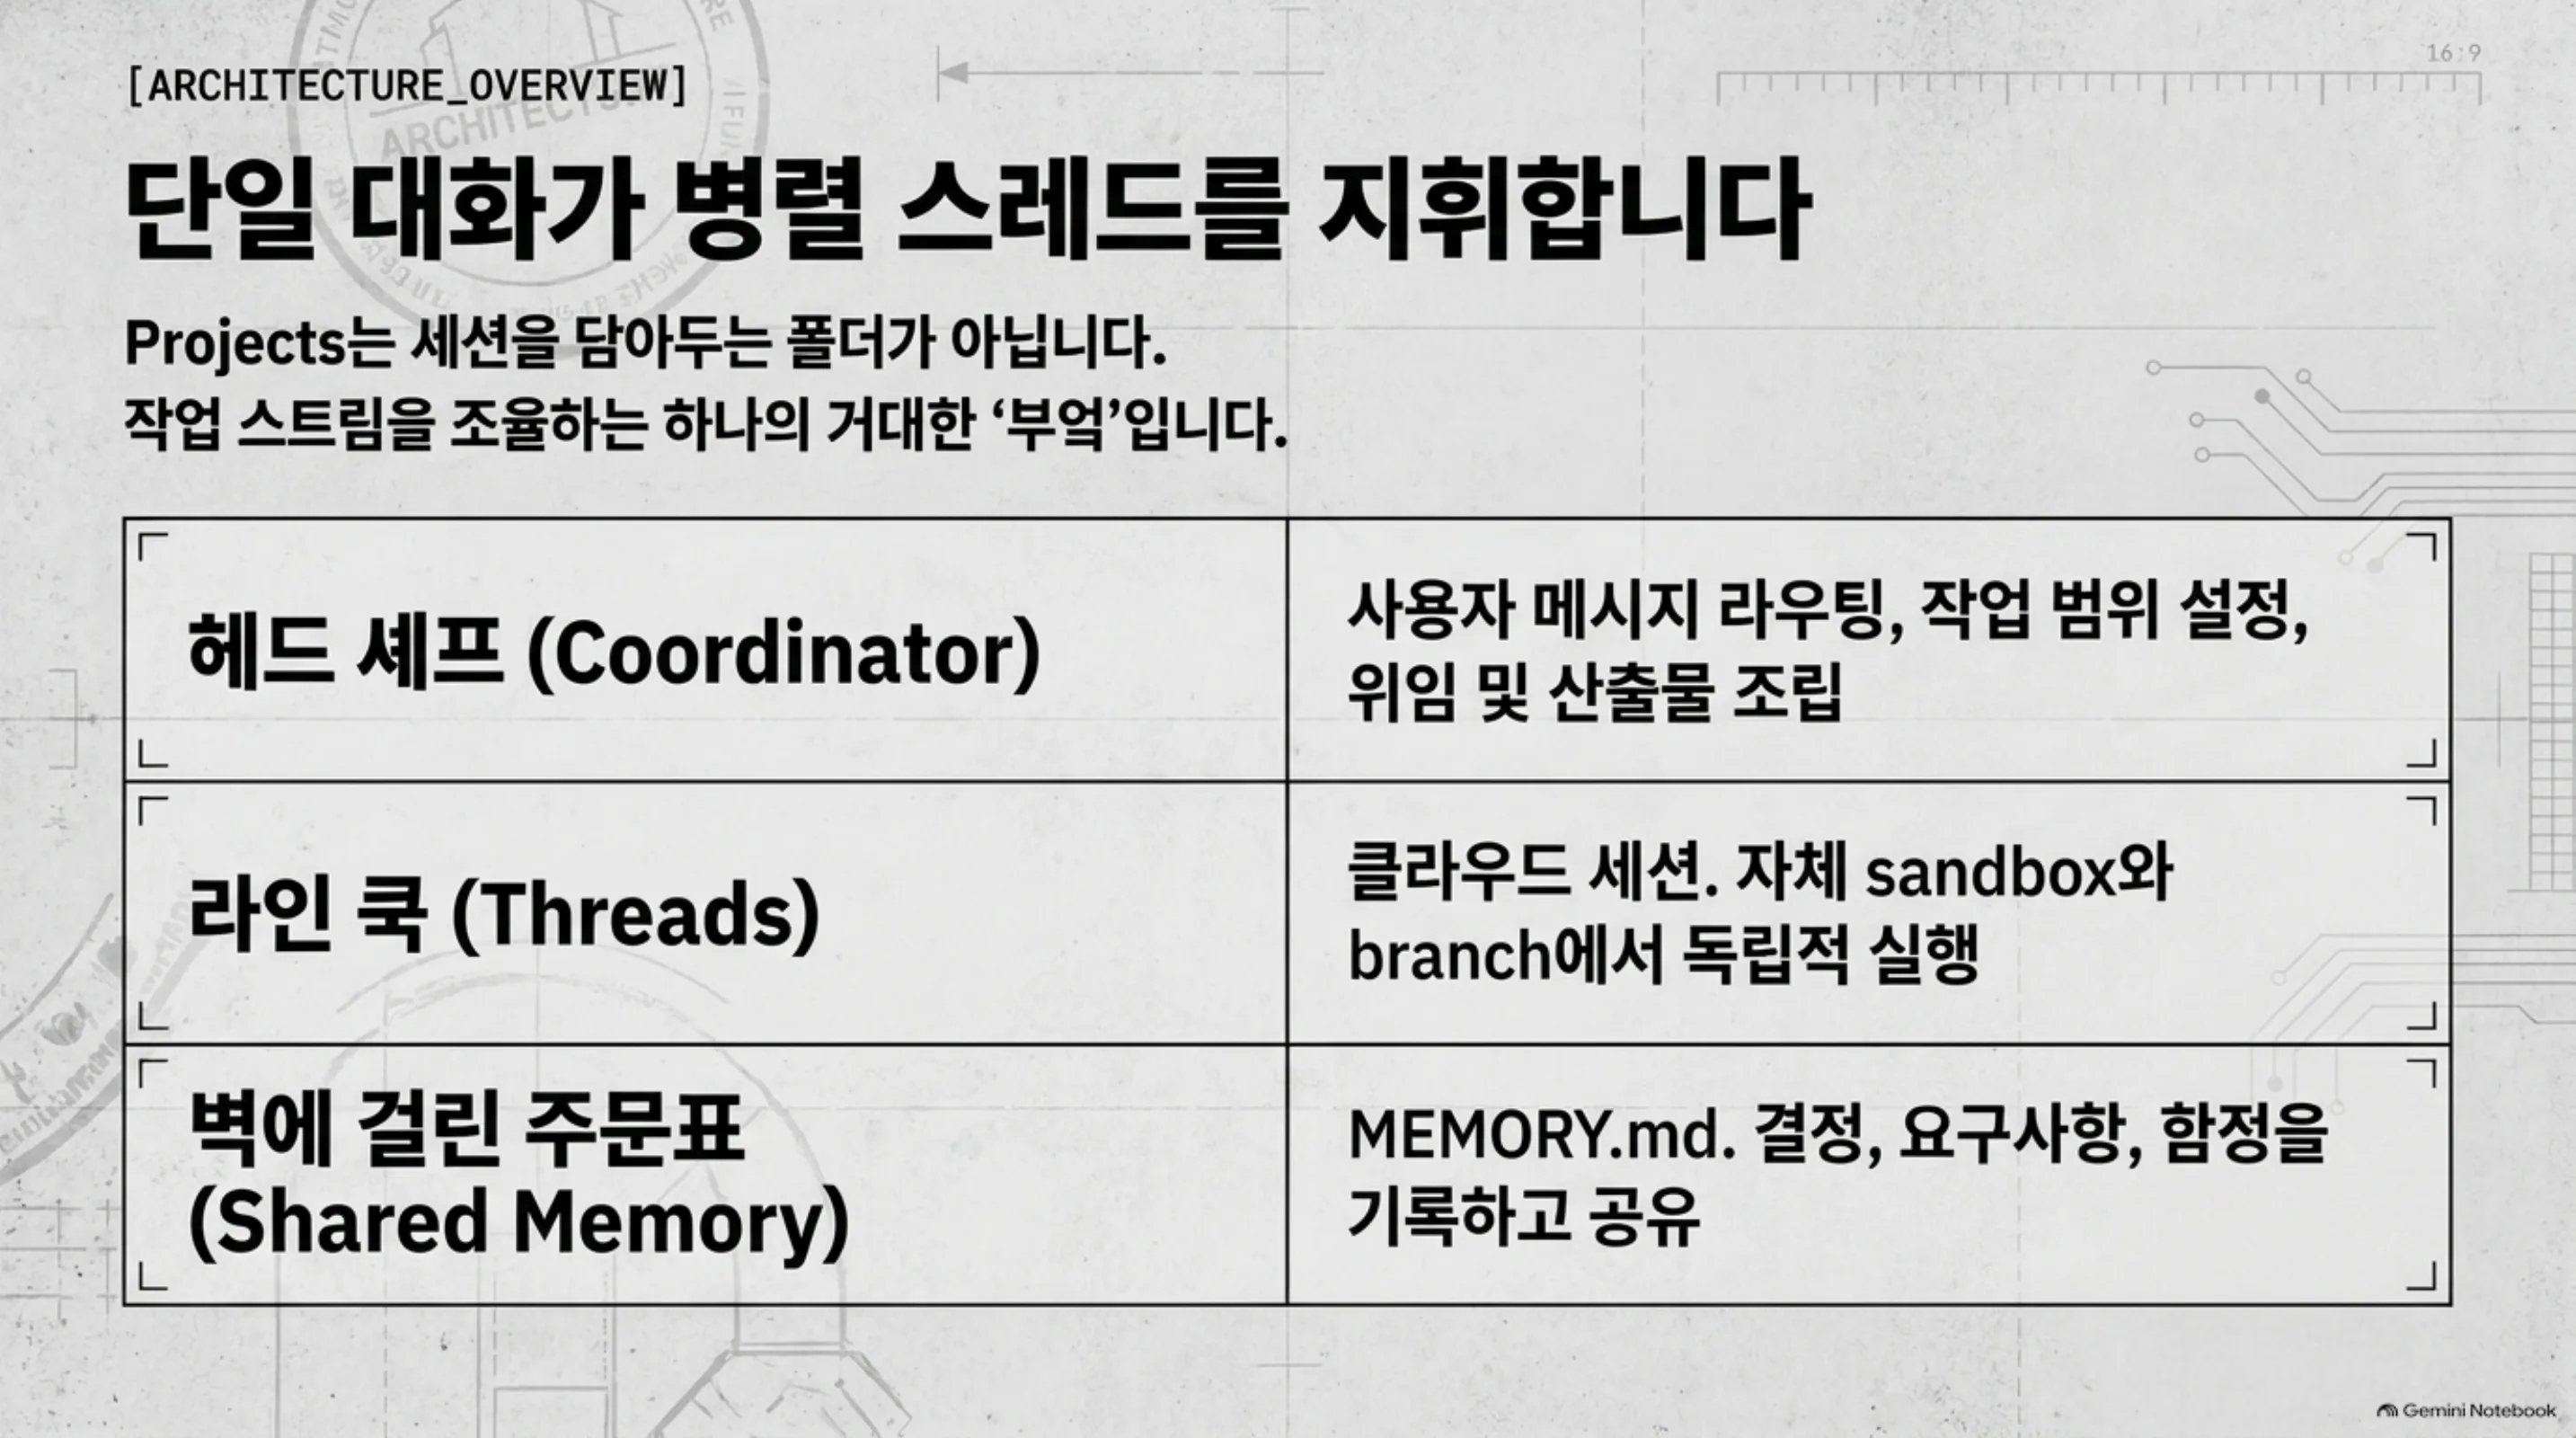 16:9
[ARCHITECTURE_OVERVIEW]
ARCHITECTURE
단일 대화가 병렬 스레드를 지휘합니다
Projects는 세션을 담아두는 폴더가 아닙니다.
작업 스트림을 조율하는 하나의 거대한 ‘부엌’입니다.
헤드 셰프 (Coordinator)
사용자 메시지 라우팅, 작업 범위 설정,
위임 및 산출물 조립
라인 쿡 (Threads)
클라우드 세션. 자체 sandbox와
branch에서 독립적 실행
벽에 걸린 주문표
(Shared Memory)
MEMORY.md. 결정, 요구사항, 함정을
기록하고 공유
Gemini Notebook